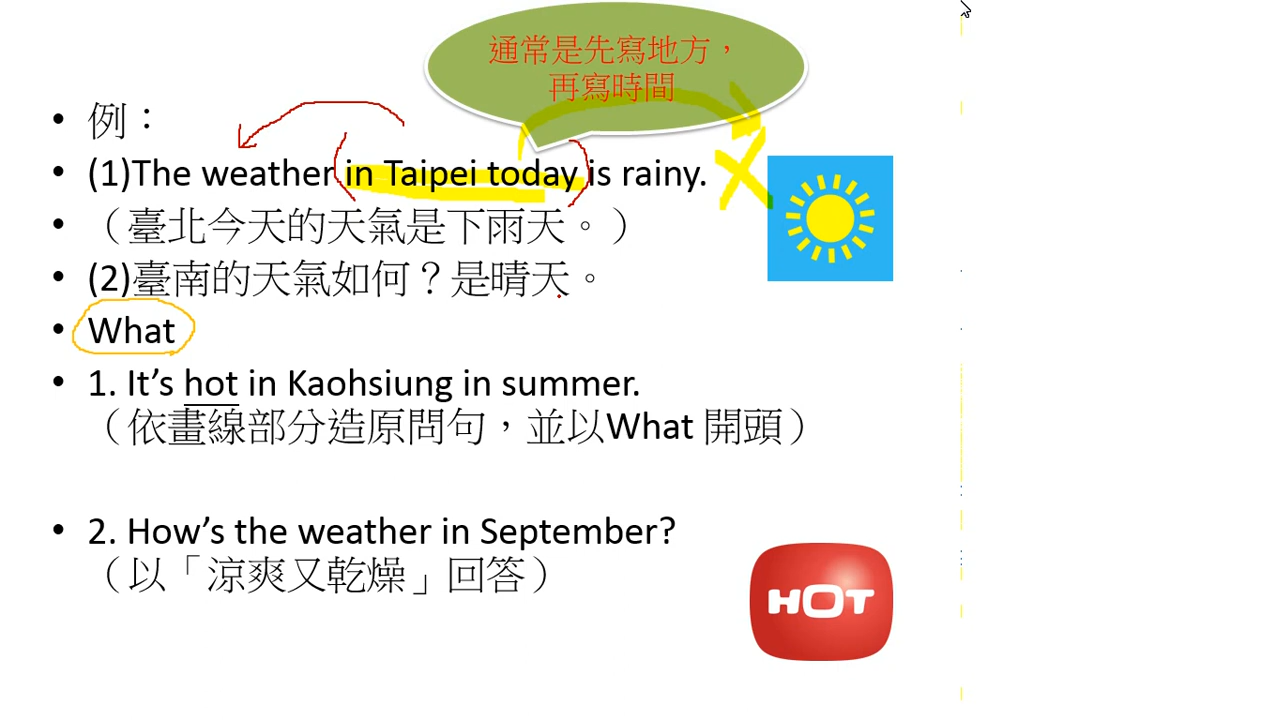 通常是先寫地方，
再寫時間
• 例：
• (1)The weather in Taipei today is rainy.
• （臺北今天的天氣是下雨天。）
• (2)臺南的天氣如何？是晴天。
• What
• 1. It’s hot in Kaohsiung in summer.
（依畫線部分造原問句，並以What 開頭）
• 2. How’s the weather in September?
（以「涼爽又乾燥」回答）
HOT